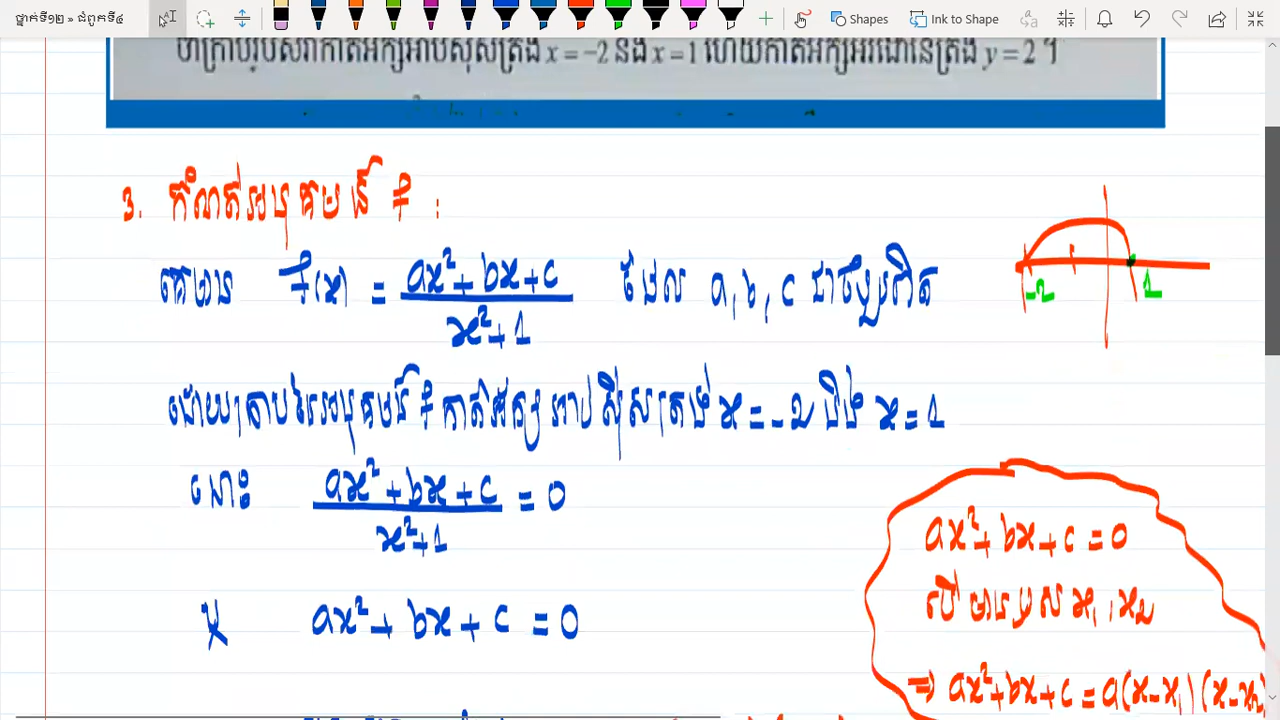 ថ្នាក់ទី១២ » ជំពូកទី៤
Shapes
Ink to Shape
ថាក្រាបរបស់វាកាត់អ័ក្សអាប់ស៊ីសត្រង់ x = −2 និង x = 1 ហើយកាត់អ័ក្សអរដោនេត្រង់ y = 2 ។
3. កំណត់អនុគមន៍ f :
គេមាន f(x) = (ax²+bx+c)/(x²+1) ដែល a, b, c ជាចំនួនពិត
-2 1
ដោយក្រាបនៃអនុគមន៍ f កាត់អ័ក្សអាប់ស៊ីសត្រង់ x = -2 និង x = 1
នោះ (ax²+bx+c)/(x²+1) = 0
ឬ ax²+bx+c = 0
ax²+bx+c = 0
បើមានឫស x₁, x₂
⇒ ax²+bx+c = a(x-x₁)(x-x₂)